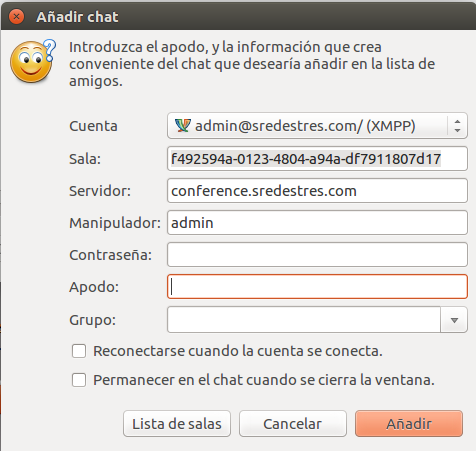 Añadir chat
Introduzca el apodo, y la información que crea
conveniente del chat que desearía añadir en la lista de
amigos.
Cuenta admin@sredestres.com/ (XMPP)
Sala: f492594a-0123-4804-a94a-df7911807d17
Servidor: conference.sredestres.com
Manipulador: admin
Contraseña:
Apodo:
Grupo:
Reconectarse cuando la cuenta se conecta.
Permanecer en el chat cuando se cierra la ventana.
Lista de salas Cancelar Añadir